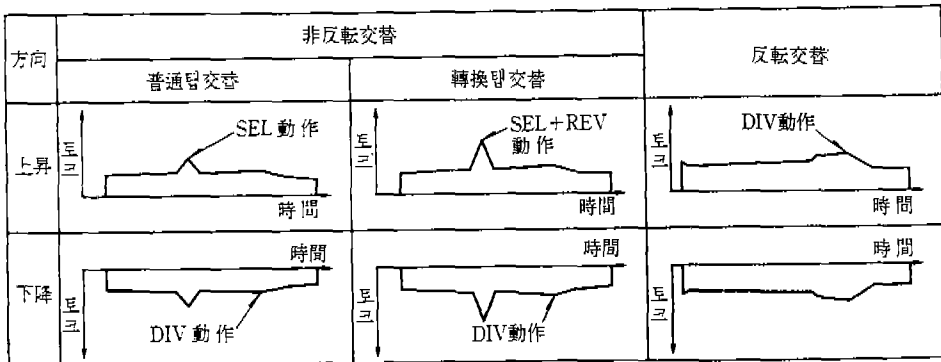 方向
非反転交替
反転交替
普通탭交替
轉換탭交替
上昇
토크
SEL 動作
時間
토크
SEL+REV
動作
時間
토크
DIV動作
時間
下降
토크
時間
DIV 動作
토크
時間
DIV動作
토크
時間